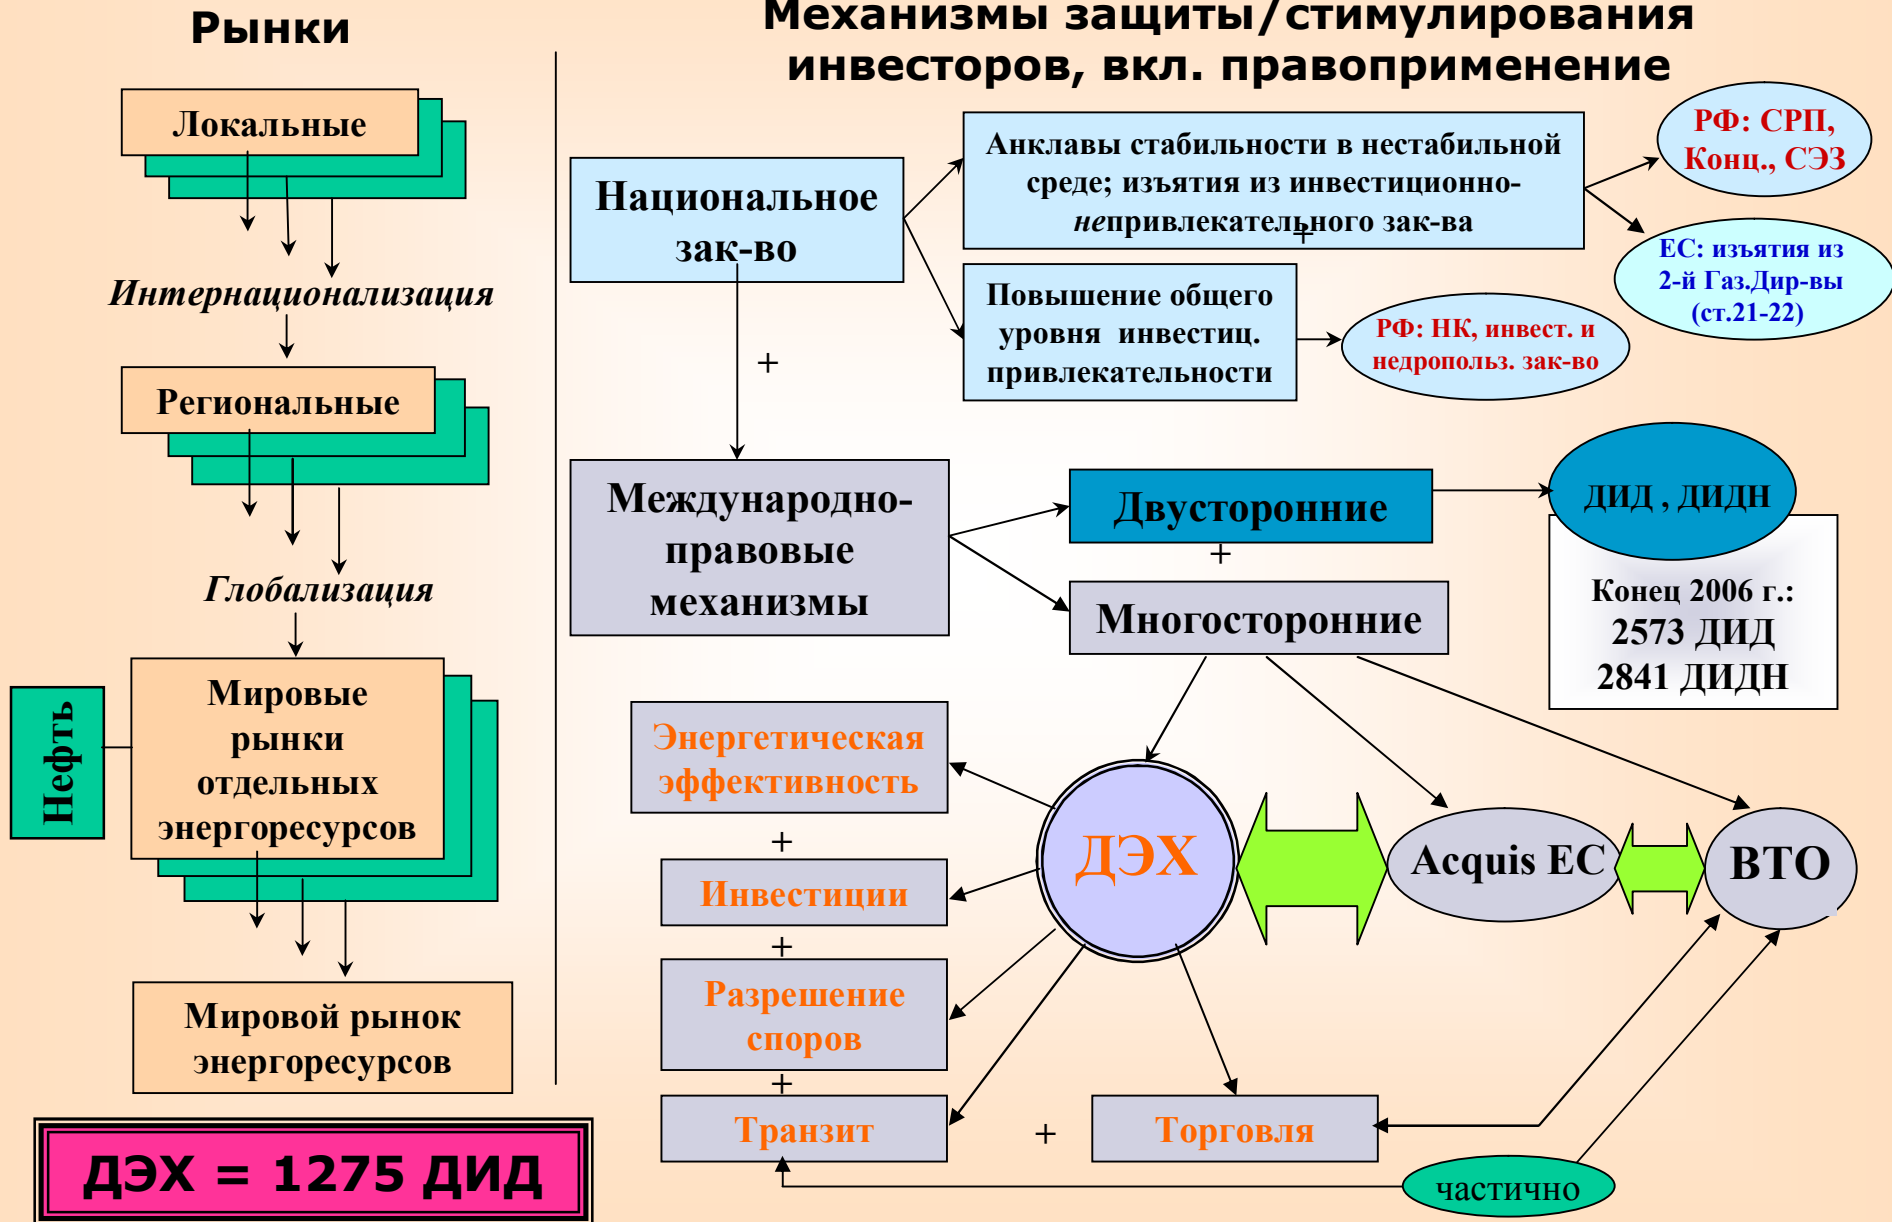 Рынки
Локальные
Интернационализация
Региональные
Глобализация
Нефть
Мировые
рынки
отдельных
энергоресурсов
Мировой рынок
энергоресурсов
ДЭХ = 1275 ДИД
Механизмы защиты/стимулирования
инвесторов, вкл. правоприменение
Национальное
зак-во
Анклавы стабильности в нестабильной
среде; изъятия из инвестиционно-
непривлекательного зак-ва
+
Повышение общего
уровня инвестиц.
привлекательности
РФ: СРП,
Конц., СЭЗ
ЕС: изъятия из
2-й Газ.Дир-вы
(ст.21-22)
РФ: НК, инвест. и
недропольз. зак-во
+
Международно-
правовые
механизмы
Двусторонние
+
Многосторонние
ДИД , ДИДН
Конец 2006 г.:
2573 ДИД
2841 ДИДН
Энергетическая
эффективность
+
Инвестиции
+
Разрешение
споров
+
Транзит
+
Торговля
ДЭХ
Acquis ЕС
ВТО
частично